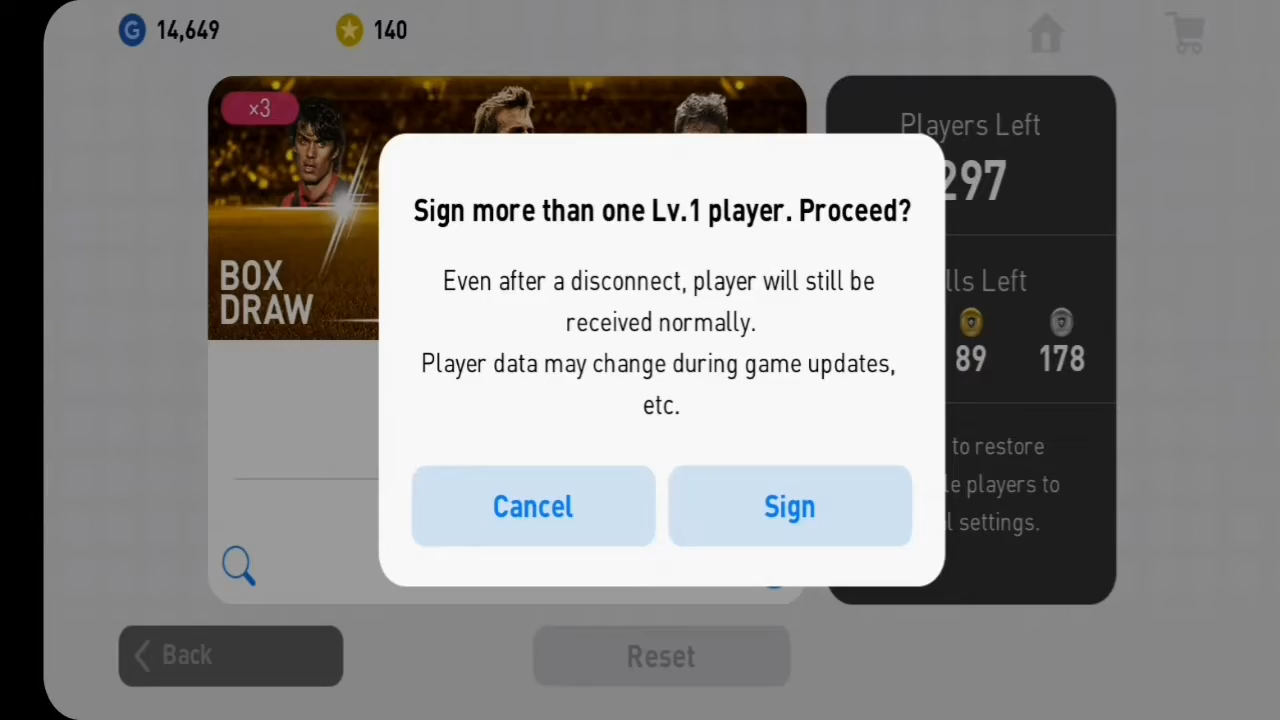 G 14,649
140
×3
BOX
DRAW
Players Left
297
Left
89
178
to restore
players to
settings.
Sign more than one Lv.1 player. Proceed?
Even after a disconnect, player will still be
received normally.
Player data may change during game updates,
etc.
Cancel
Sign
Back
Reset